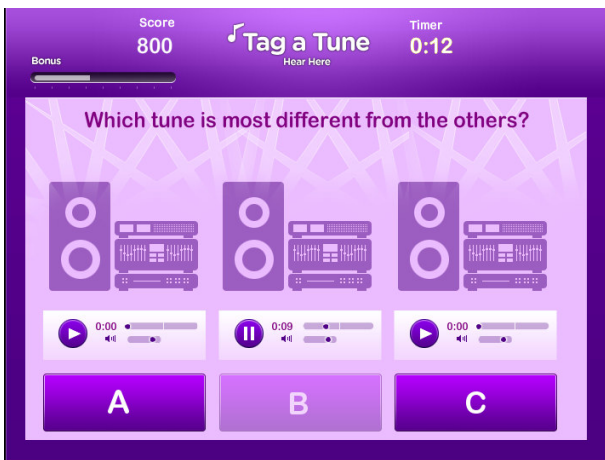 Score
800
Bonus
Tag a Tune
Hear Here
Timer
0:12
Which tune is most different from the others?
0:00
0:09
0:00
A
B
C